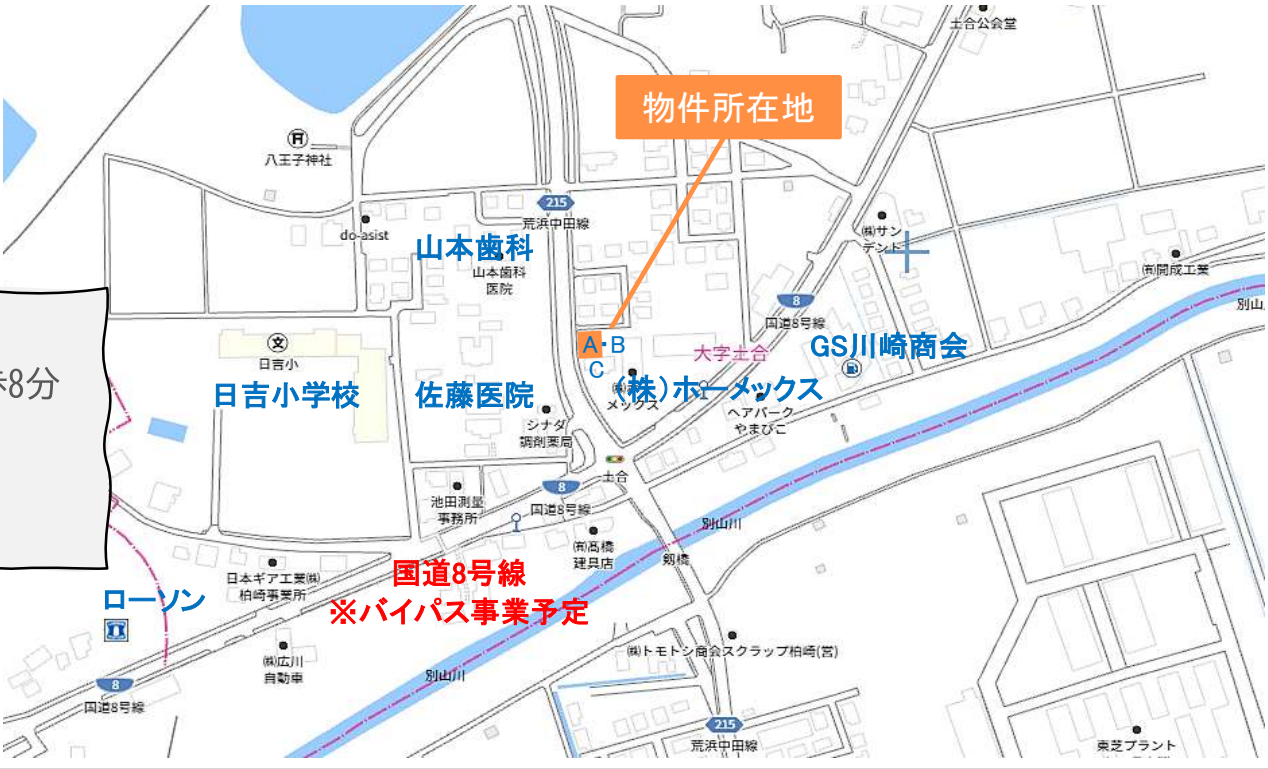 土合公会堂
物件所在地
八王子神社
215
荒浜中田線
do-asist
山本歯科
山本歯科
医院
㈱サン
デント
㈲開成工業
別山
8
国道8号線
文
日吉小
歩8分
A・B
C
大字土合
GS川崎商会
日吉小学校
佐藤医院
(株)ホーメックス
メックス
ヘアパーク
やまびこ
シナダ
調剤薬局
土合
池田測量
事務所
8
国道8号線
㈲髙橋
建具店
別山川
剱橋
国道8号線
※バイパス事業予定
日本ギア工業㈱
柏崎事業所
ローソン
㈱広川
自動車
別山川
8
国道8号線
㈱トモトシ商会スクラップ柏崎(営)
215
荒浜中田線
東芝プラント